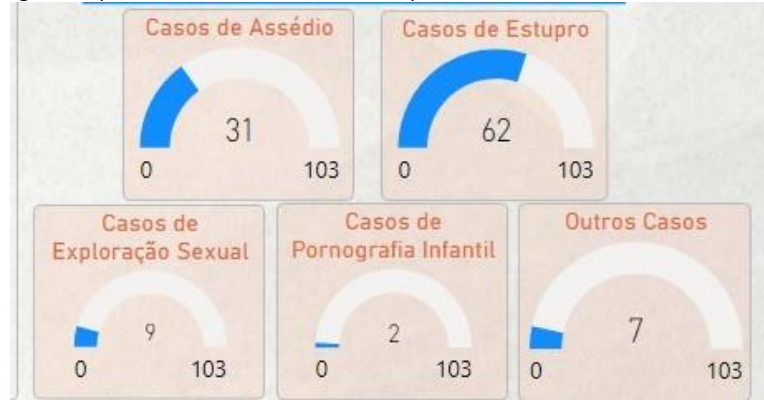 Casos de Assédio
31
0 103
Casos de Estupro
62
0 103
Casos de
Exploração Sexual
9
0 103
Casos de
Pornografia Infantil
2
0 103
Outros Casos
7
0 103